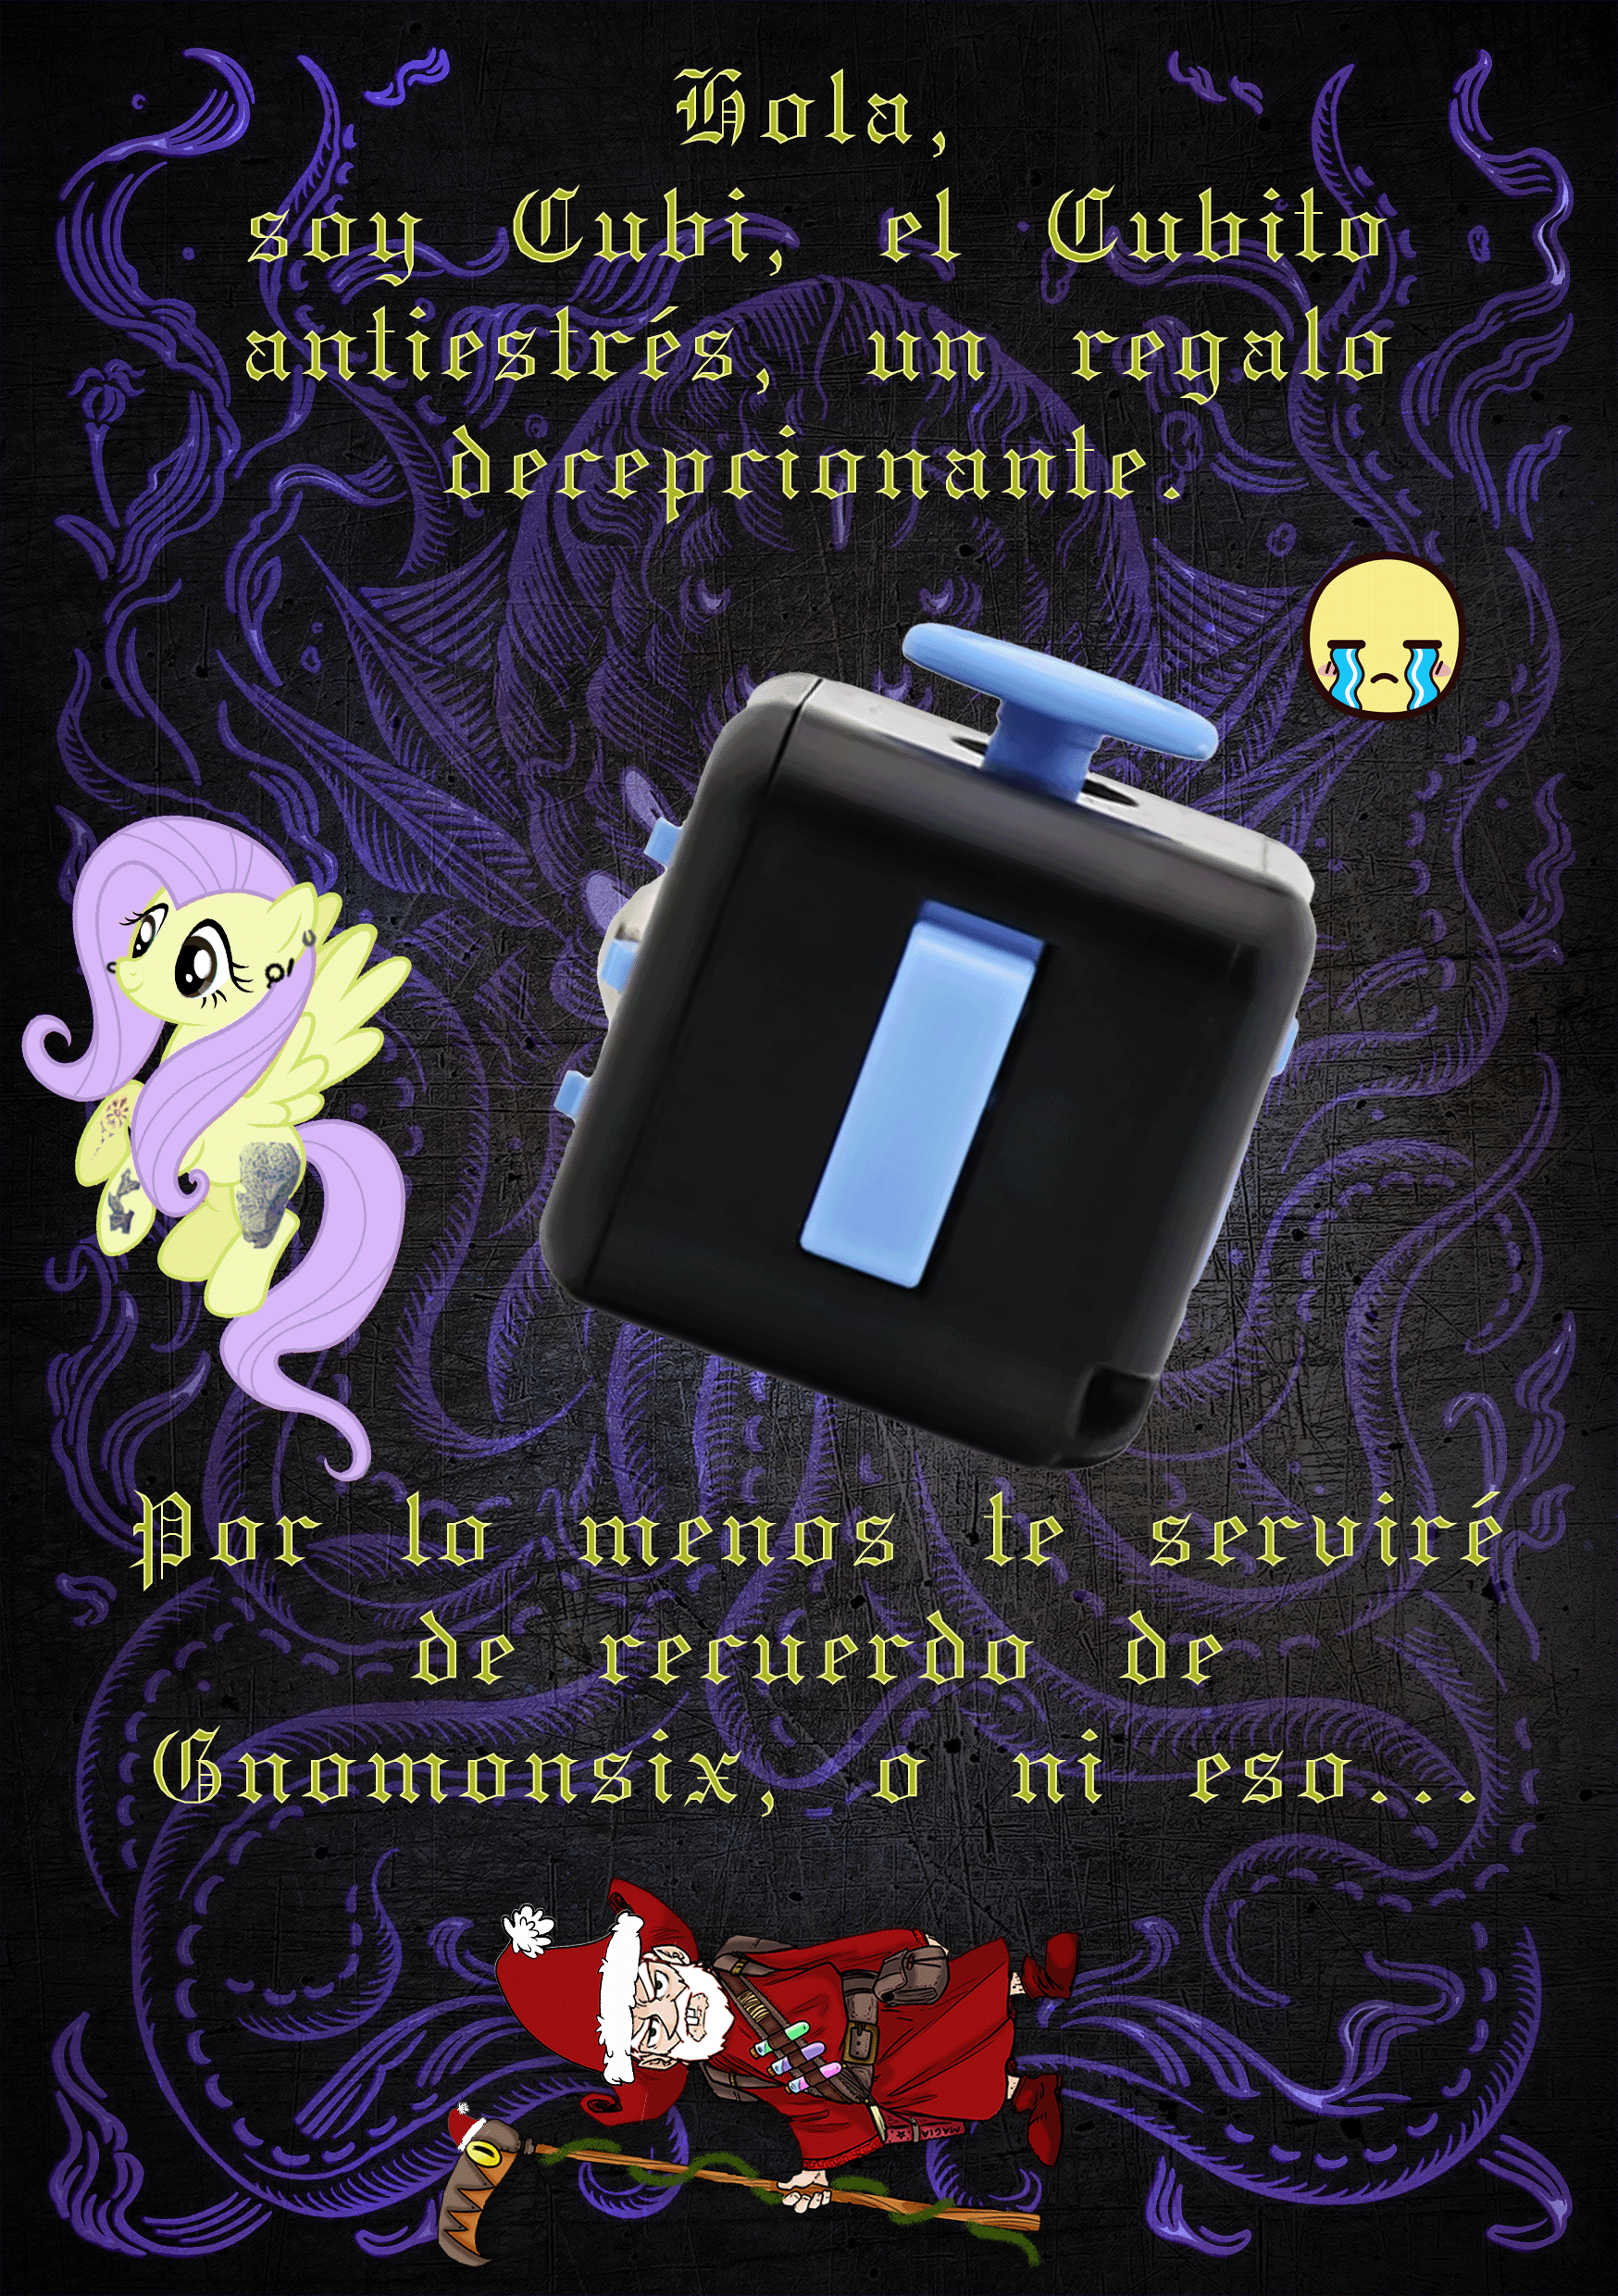 Hola,
soy Cubi, el Cubito
antiestrés, un regalo
decepcionante.
Por lo menos te serviré
de recuerdo de
Gnomonsix, o ni eso...
MAGIA